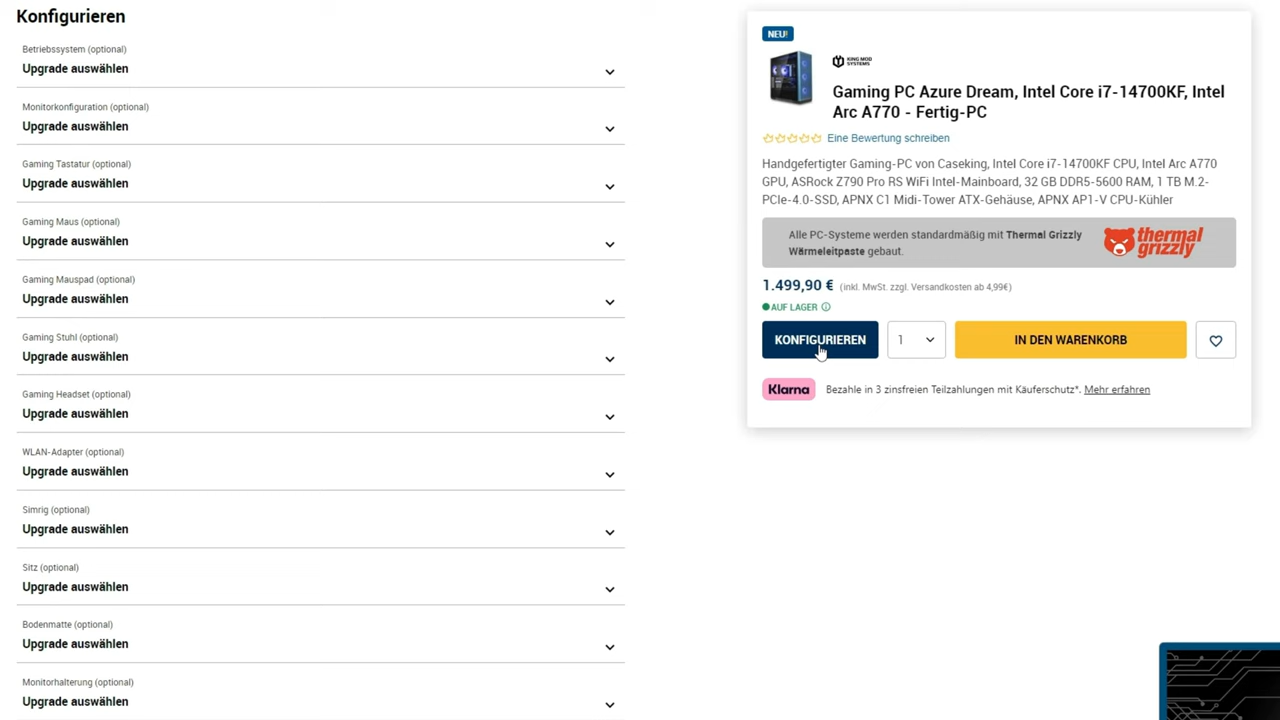 Konfigurieren
Betriebssystem (optional)
Upgrade auswählen
Monitorkonfiguration (optional)
Upgrade auswählen
Gaming Tastatur (optional)
Upgrade auswählen
Gaming Maus (optional)
Upgrade auswählen
Gaming Mauspad (optional)
Upgrade auswählen
Gaming Stuhl (optional)
Upgrade auswählen
Gaming Headset (optional)
Upgrade auswählen
WLAN-Adapter (optional)
Upgrade auswählen
Simrig (optional)
Upgrade auswählen
Sitz (optional)
Upgrade auswählen
Bodenmatte (optional)
Upgrade auswählen
Monitorhalterung (optional)
Upgrade auswählen
NEU!
KING MOD
SYSTEMS
Gaming PC Azure Dream, Intel Core i7-14700KF, Intel
Arc A770 - Fertig-PC
Eine Bewertung schreiben
Handgefertigter Gaming-PC von Caseking, Intel Core i7-14700KF CPU, Intel Arc A770
GPU, ASRock Z790 Pro RS WiFi Intel-Mainboard, 32 GB DDR5-5600 RAM, 1 TB M.2-
PCIe-4.0-SSD, APNX C1 Midi-Tower ATX-Gehäuse, APNX AP1-V CPU-Kühler
Alle PC-Systeme werden standardmäßig mit Thermal Grizzly
Wärmeleitpaste gebaut.
thermal
grizzly
1.499,90 € (inkl. MwSt. zzgl. Versandkosten ab 4,99€)
AUF LAGER
KONFIGURIEREN 1 IN DEN WARENKORB
Klarna Bezahle in 3 zinsfreien Teilzahlungen mit Käuferschutz*. Mehr erfahren